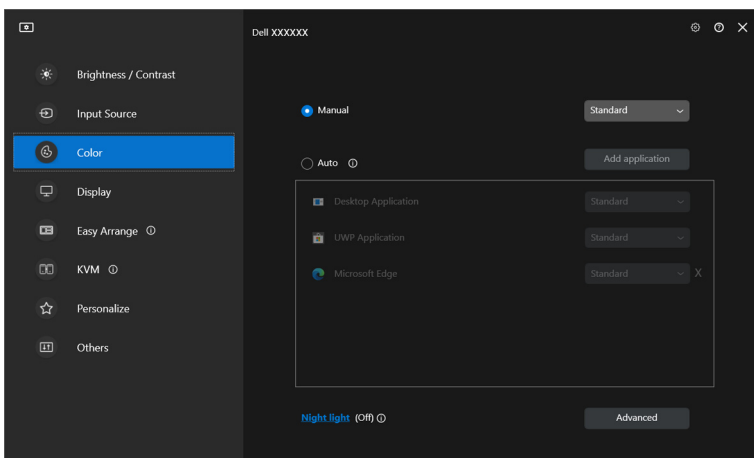 Dell XXXXXX
Brightness / Contrast
Input Source
Color
Display
Easy Arrange
KVM
Personalize
Others
Manual
Standard
Auto
Add application
Desktop Application
Standard
UWP Application
Standard
Microsoft Edge
Standard
X
Night light (Off)
Advanced